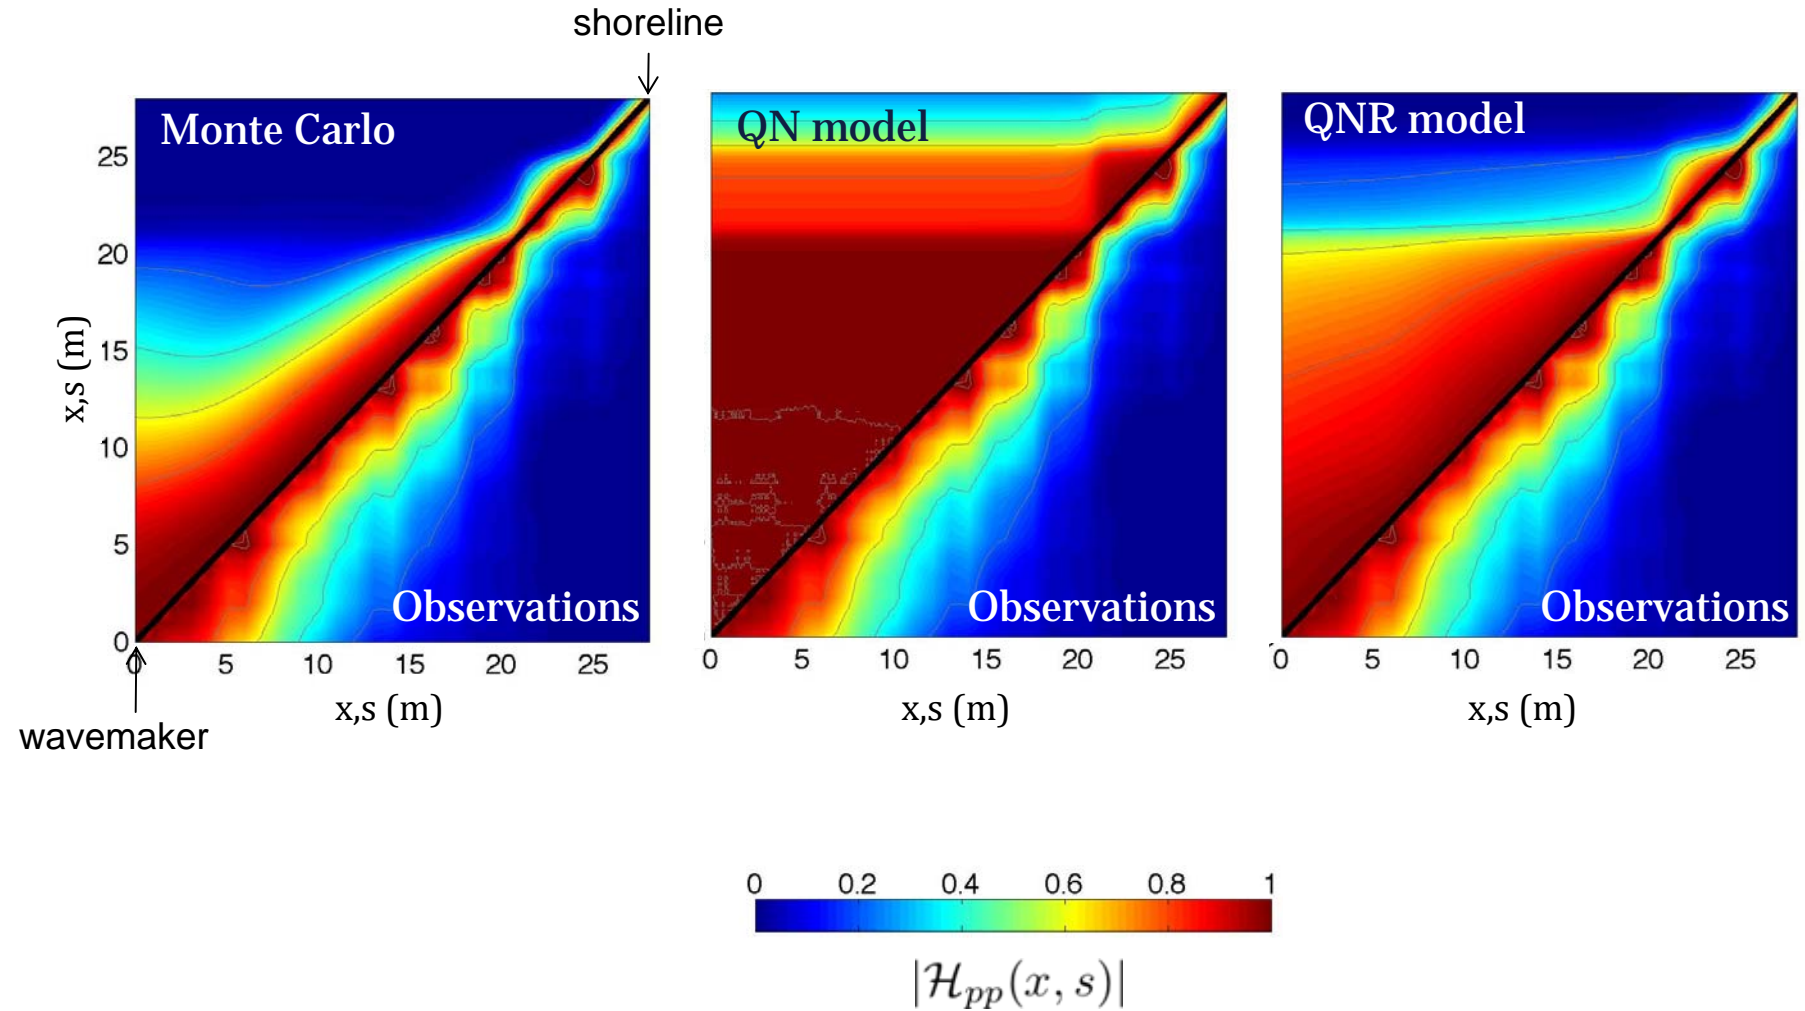 shoreline
Monte Carlo
QN model
QNR model
25
20
15
10
5
0
x,s (m)
Observations
Observations
Observations
0 5 10 15 20 25
0 5 10 15 20 25
0 5 10 15 20 25
x,s (m)
x,s (m)
x,s (m)
wavemaker
0 0.2 0.4 0.6 0.8 1
|ℋ_{pp}(x, s)|